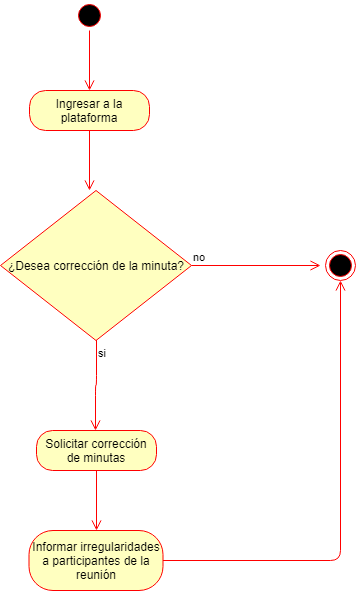 Ingresar a la
plataforma
¿Desea corrección de la minuta?
no
si
Solicitar corrección
de minutas
Informar irregularidades
a participantes de la
reunión